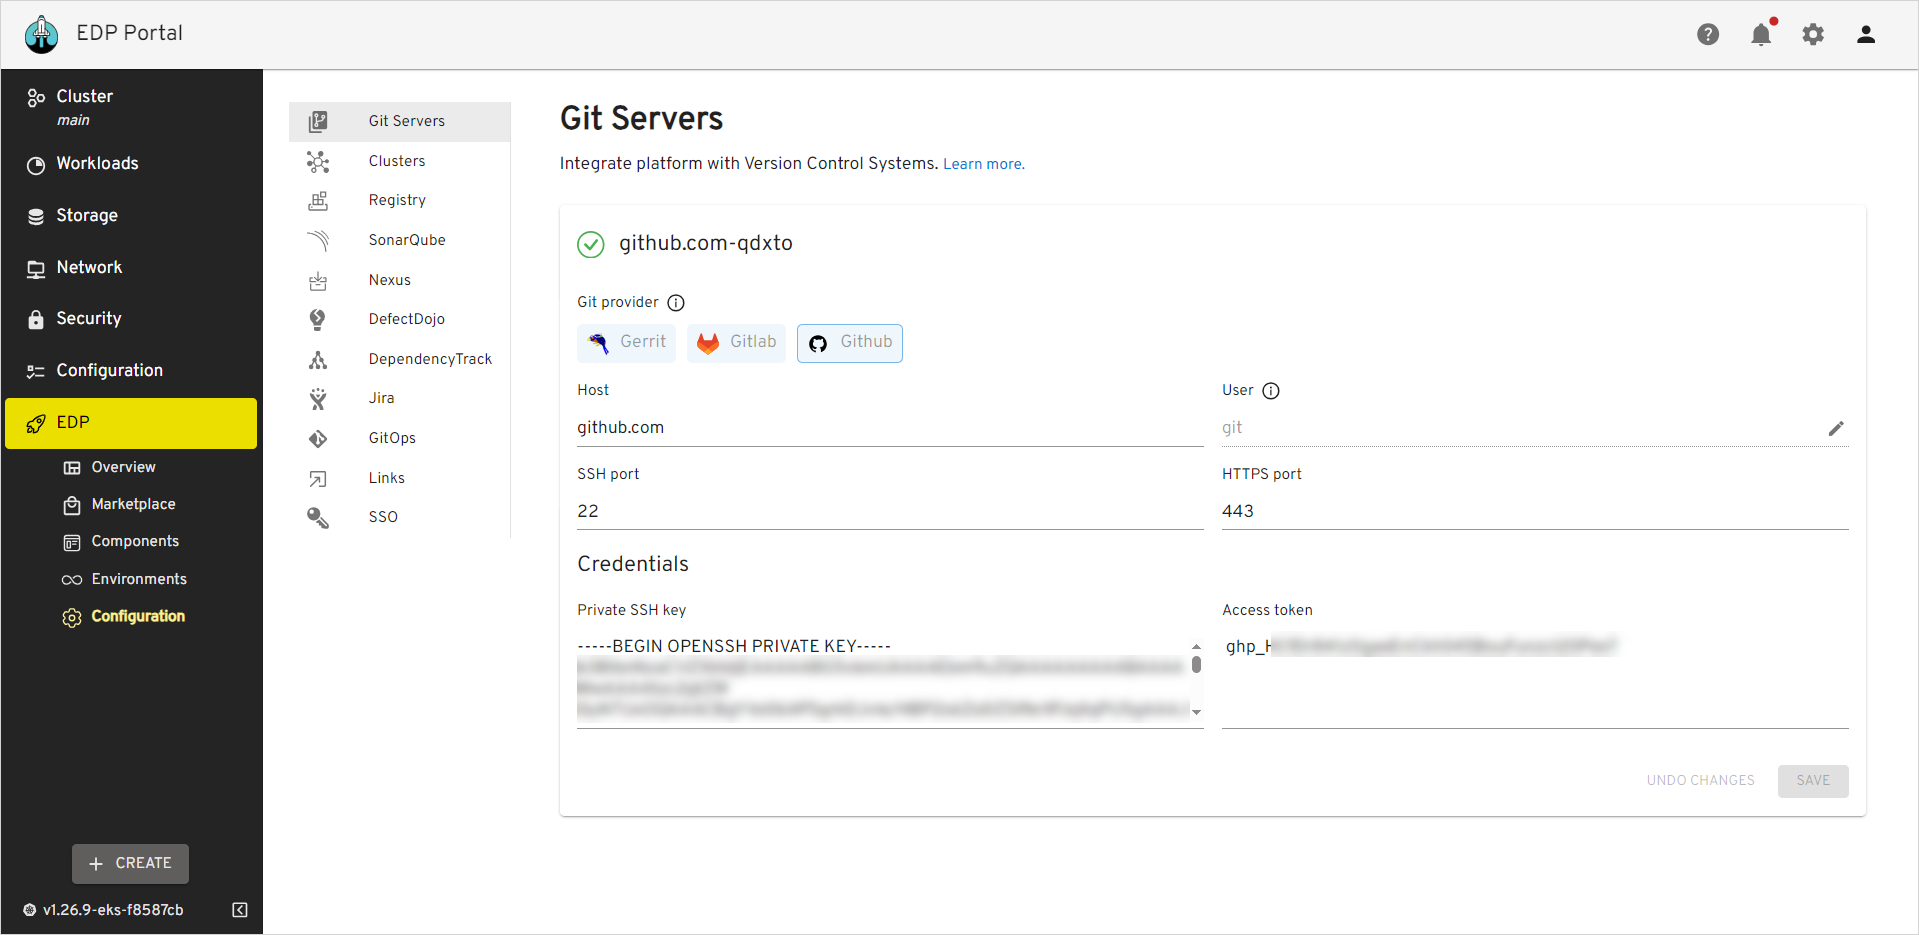 EDP Portal
Cluster
main
Workloads
Storage
Network
Security
Configuration
EDP
Overview
Marketplace
Components
Environments
Configuration
CREATE
v1.26.9-eks-f8587cb
Git Servers
Clusters
Registry
SonarQube
Nexus
DefectDojo
DependencyTrack
Jira
GitOps
Links
SSO
Git Servers
Integrate platform with Version Control Systems. Learn more.
github.com-qdxto
Git provider
Gerrit Gitlab Github
Host User
github.com git
SSH port HTTPS port
22 443
Credentials
Private SSH key Access token
-----BEGIN OPENSSH PRIVATE KEY----- ghp_H
UNDO CHANGES SAVE